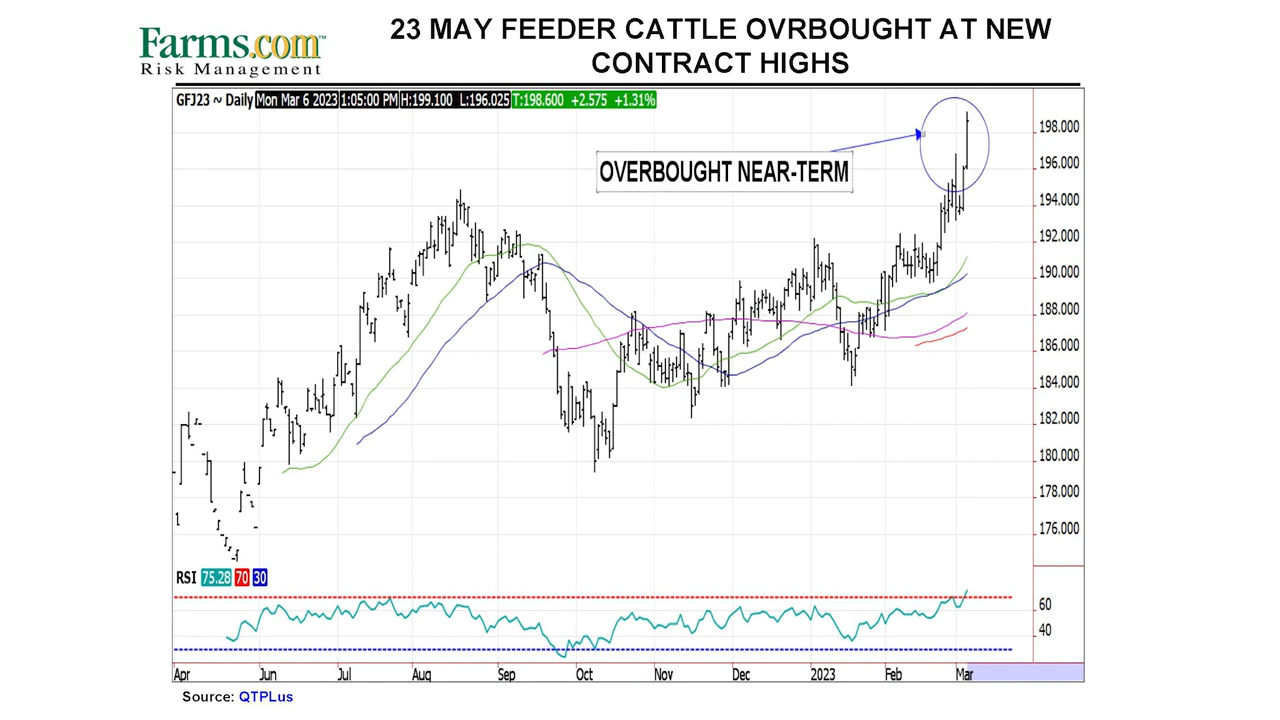 Farms.com™
Risk Management
23 MAY FEEDER CATTLE OVRBOUGHT AT NEW
CONTRACT HIGHS
GFJ23 ~ Daily Mon Mar 6 2023 1:05:00 PM H:199.100 L:196.025 T:198.600 +2.575 +1.31%
OVERBOUGHT NEAR-TERM
198.000
196.000
194.000
192.000
190.000
188.000
186.000
184.000
182.000
180.000
178.000
176.000
RSI 75.28 70 30
60
40
Apr Jun Jul Aug Sep Oct Nov Dec 2023 Feb Mar
Source: QTPLus